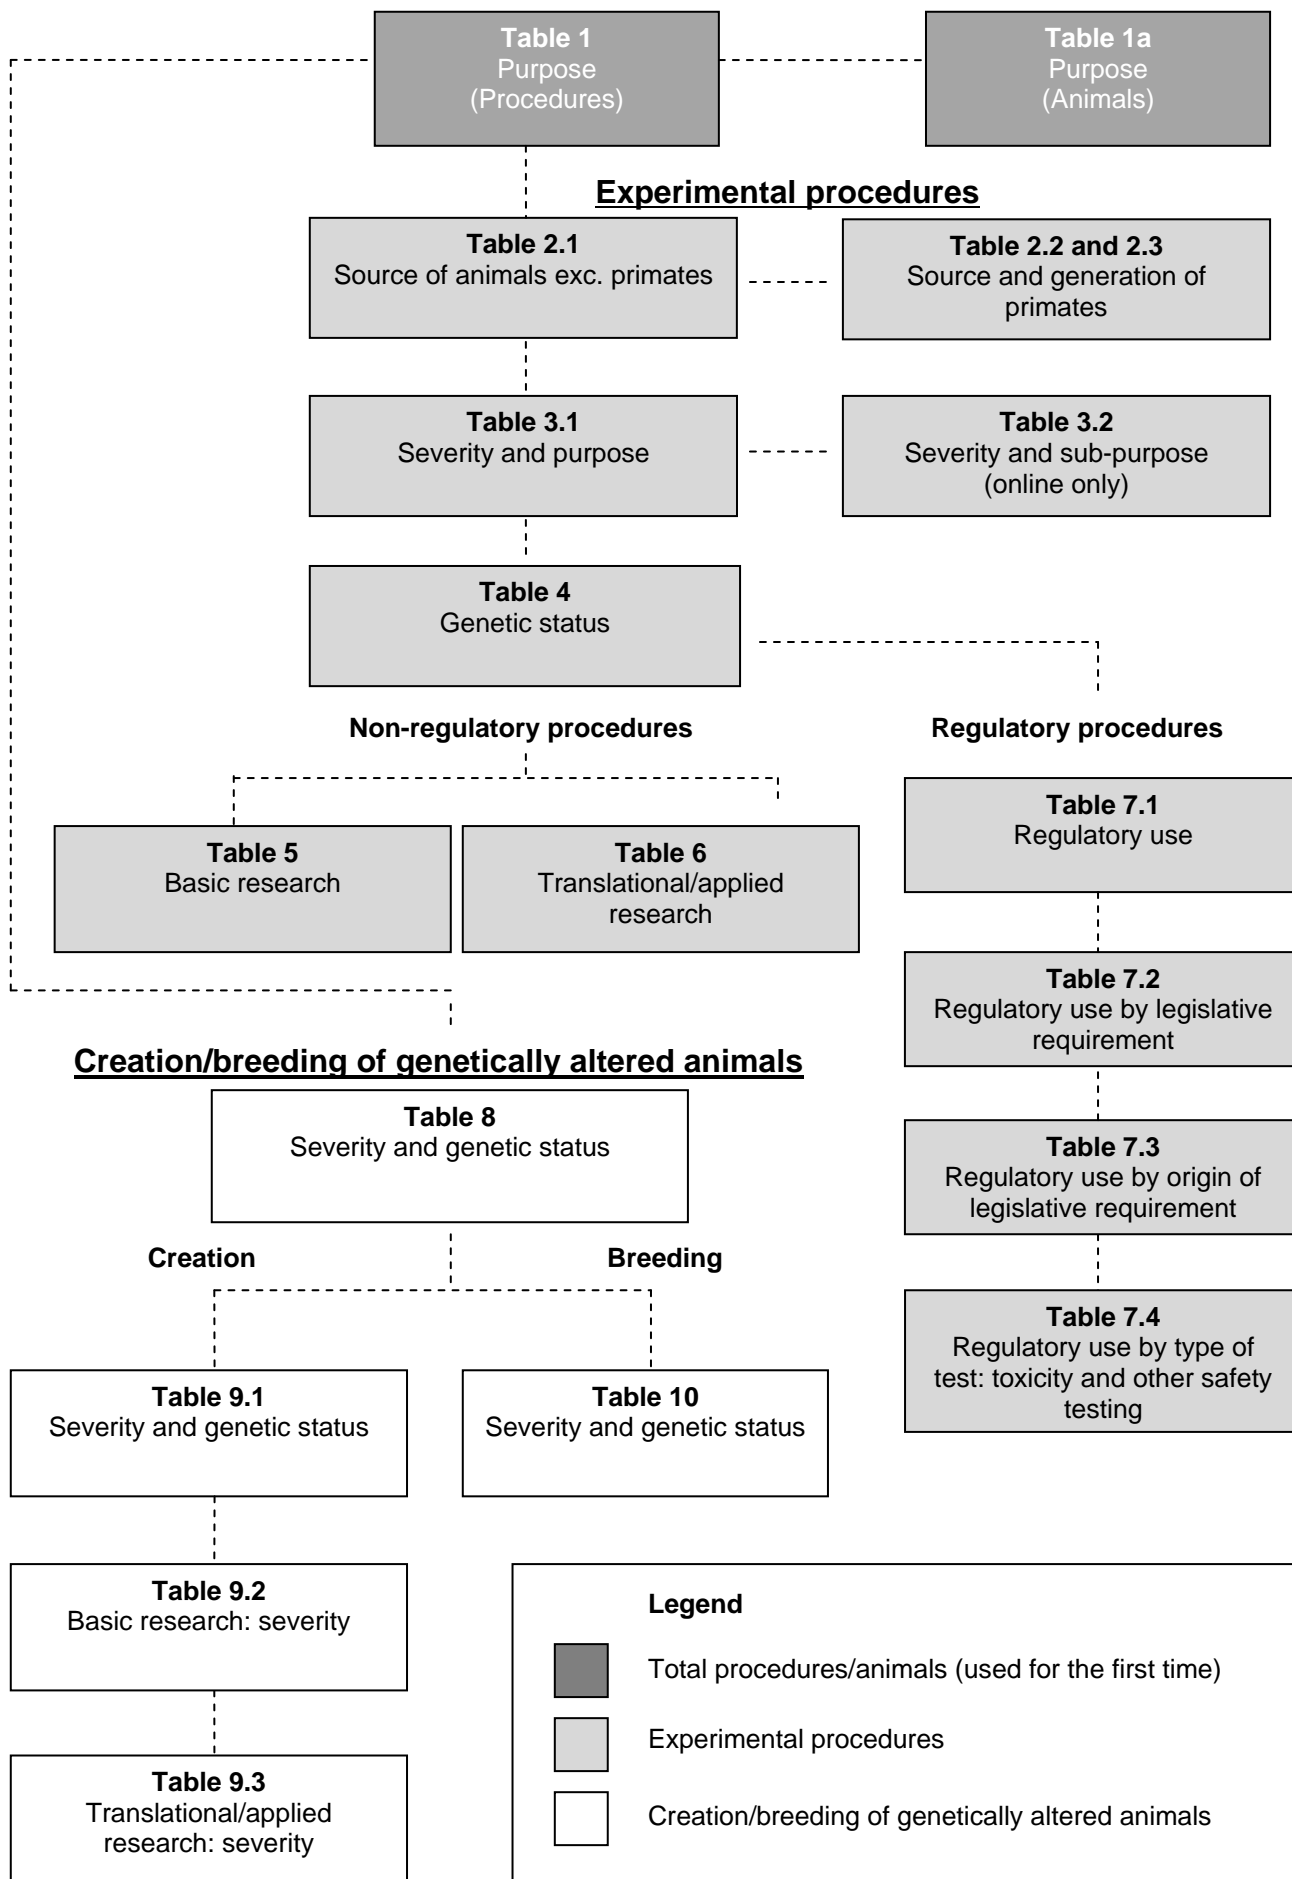 Table 1
Purpose
(Procedures)
Table 1a
Purpose
(Animals)
Experimental procedures
Table 2.1
Source of animals exc. primates
Table 2.2 and 2.3
Source and generation of
primates
Table 3.1
Severity and purpose
Table 3.2
Severity and sub-purpose
(online only)
Table 4
Genetic status
Non-regulatory procedures
Regulatory procedures
Table 5
Basic research
Table 6
Translational/applied
research
Table 7.1
Regulatory use
Table 7.2
Regulatory use by legislative
requirement
Table 7.3
Regulatory use by origin of
legislative requirement
Table 7.4
Regulatory use by type of
test: toxicity and other safety
testing
Creation/breeding of genetically altered animals
Table 8
Severity and genetic status
Creation
Breeding
Table 9.1
Severity and genetic status
Table 10
Severity and genetic status
Table 9.2
Basic research: severity
Table 9.3
Translational/applied
research: severity
Legend
Total procedures/animals (used for the first time)
Experimental procedures
Creation/breeding of genetically altered animals